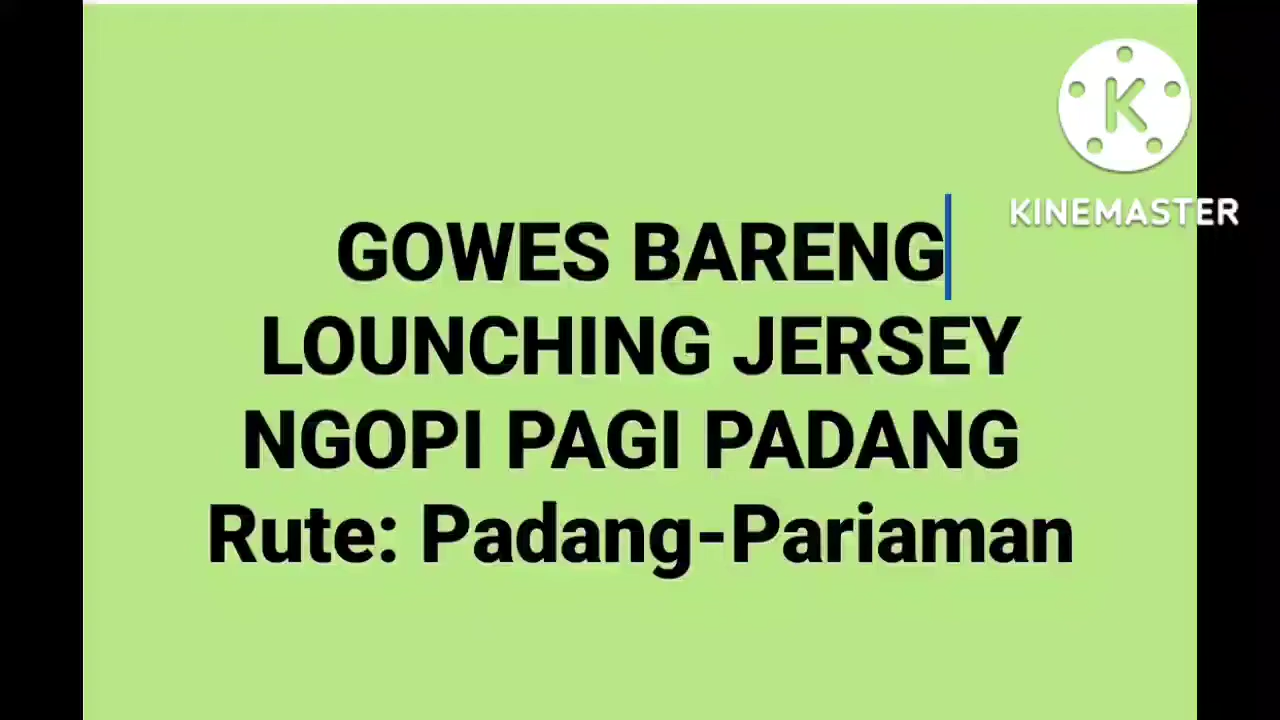 KINEMASTER
GOWES BARENG
LOUNCHING JERSEY
NGOPI PAGI PADANG
Rute: Padang-Pariaman